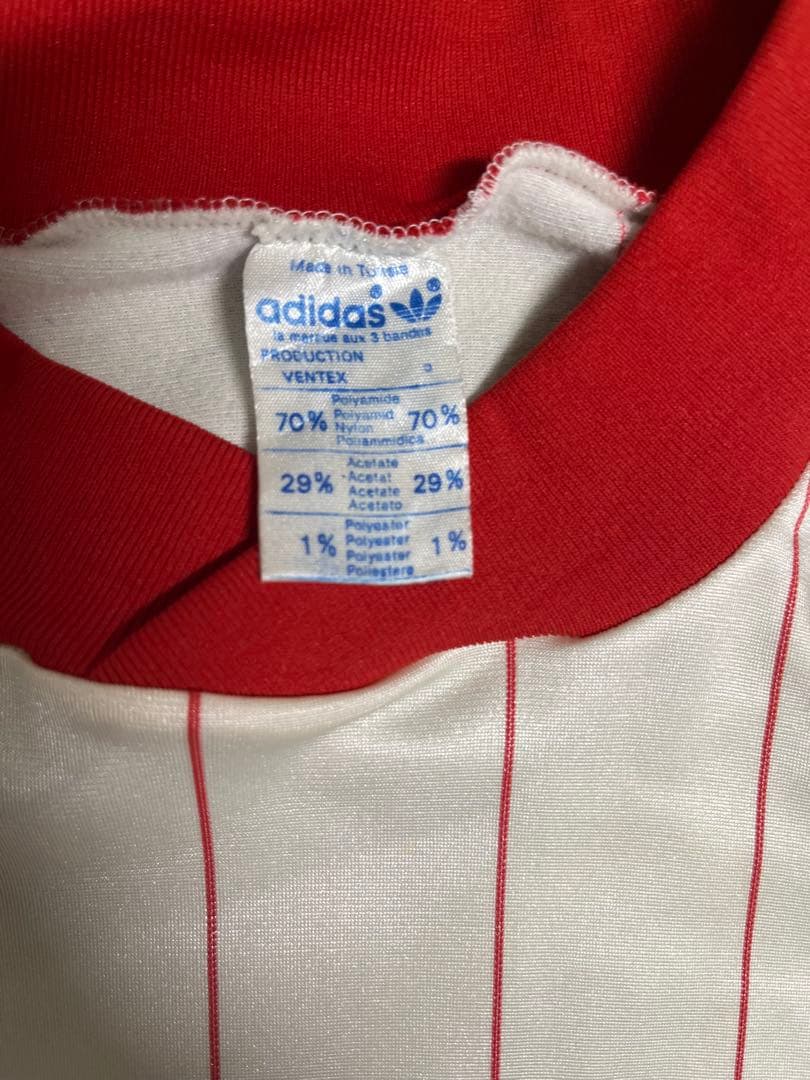 Made in Tunisia
adidas®®
la marque aux 3 bandes
PRODUCTION
VENTEX
Polyamide
70% Polyamid 70%
Nylon
Poliammidica
Acetate
29% Acetat 29%
Acetate
Acetato
Polyester
1% Polyester 1%
Polyester
Poliestere